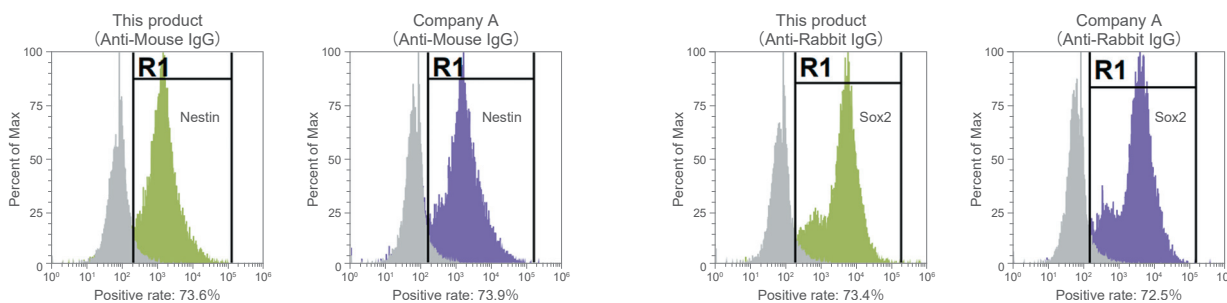 This product
（Anti-Mouse IgG）
100
75
50
25
0
Percent of Max
R1
Nestin
10⁰ 10¹ 10² 10³ 10⁴ 10⁵ 10⁶
Positive rate: 73.6%
Company A
（Anti-Mouse IgG）
100
75
50
25
0
Percent of Max
R1
Nestin
10⁰ 10¹ 10² 10³ 10⁴ 10⁵ 10⁶
Positive rate: 73.9%
This product
（Anti-Rabbit IgG）
100
75
50
25
0
Percent of Max
R1
Sox2
10⁰ 10¹ 10² 10³ 10⁴ 10⁵ 10⁶
Positive rate: 73.4%
Company A
（Anti-Rabbit IgG）
100
75
50
25
0
Percent of Max
R1
Sox2
10⁰ 10¹ 10² 10³ 10⁴ 10⁵ 10⁶
Positive rate: 72.5%